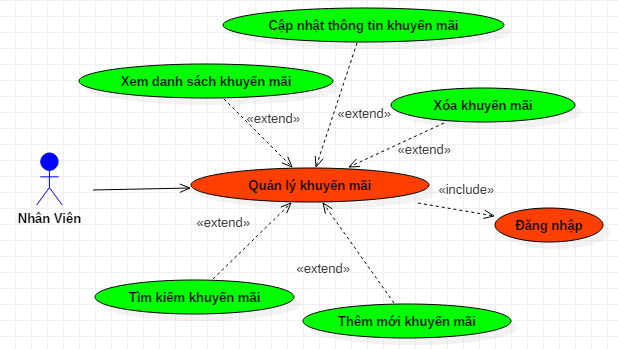 Cập nhật thông tin khuyến mãi
Xem danh sách khuyến mãi
Xóa khuyến mãi
«extend»
«extend»
«extend»
Quản lý khuyến mãi
«include»
Nhân Viên
Đăng nhập
«extend»
«extend»
Tìm kiếm khuyến mãi
Thêm mới khuyến mãi